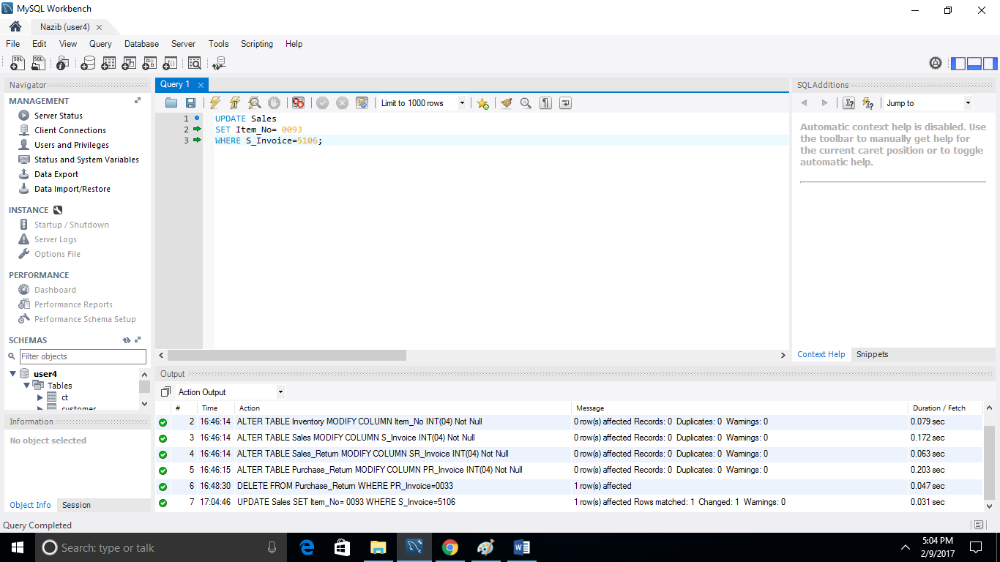 MySQL Workbench
Nazib (user4)
File Edit View Query Database Server Tools Scripting Help
Navigator
MANAGEMENT
Server Status
Client Connections
Users and Privileges
Status and System Variables
Data Export
Data Import/Restore
INSTANCE
Startup / Shutdown
Server Logs
Options File
PERFORMANCE
Dashboard
Performance Reports
Performance Schema Setup
SCHEMAS
Filter objects
user4
Tables
ct
customer
Information
No object selected
Object Info Session
Query Completed
Query 1
Limit to 1000 rows
1 UPDATE Sales
2 SET Item_No= 0093
3 WHERE S_Invoice=5106;
SQLAdditions
Jump to
Automatic context help is disabled. Use
the toolbar to manually get help for
the current caret position or to toggle
automatic help.
Context Help Snippets
Output
Action Output
# Time Action Message Duration / Fetch
2 16:46:14 ALTER TABLE Inventory MODIFY COLUMN Item_No INT(04) Not Null 0 row(s) affected Records: 0 Duplicates: 0 Warnings: 0 0.079 sec
3 16:46:14 ALTER TABLE Sales MODIFY COLUMN S_Invoice INT(04) Not Null 0 row(s) affected Records: 0 Duplicates: 0 Warnings: 0 0.172 sec
4 16:46:14 ALTER TABLE Sales_Return MODIFY COLUMN SR_Invoice INT(04) Not Null 0 row(s) affected Records: 0 Duplicates: 0 Warnings: 0 0.063 sec
5 16:46:15 ALTER TABLE Purchase_Return MODIFY COLUMN PR_Invoice INT(04) Not Null 0 row(s) affected Records: 0 Duplicates: 0 Warnings: 0 0.203 sec
6 16:48:30 DELETE FROM Purchase_Return WHERE PR_Invoice=0033 1 row(s) affected 0.047 sec
7 17:04:46 UPDATE Sales SET Item_No= 0093 WHERE S_Invoice=5106 1 row(s) affected Rows matched: 1 Changed: 1 Warnings: 0 0.031 sec
Search: type or talk
5:04 PM
2/9/2017